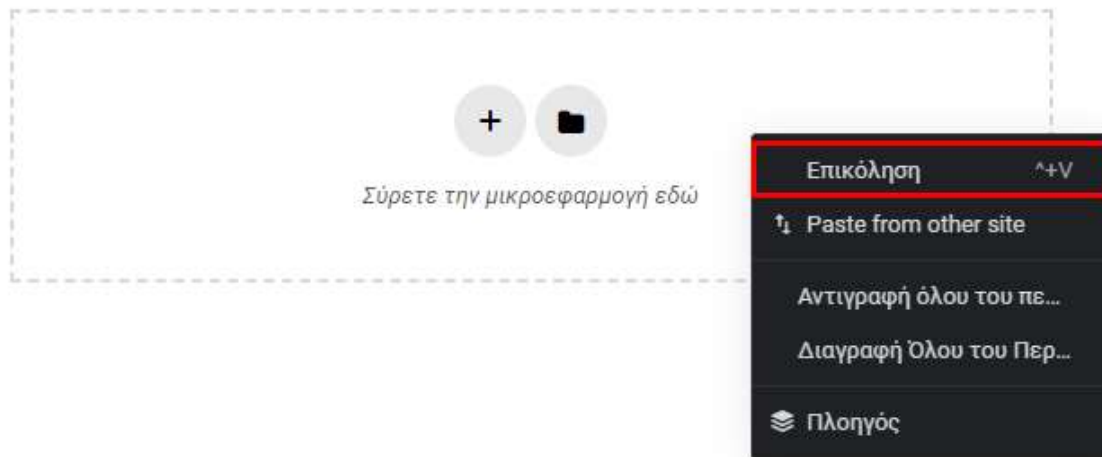 Σύρετε την μικροεφαρμογή εδώ
Επικόληση ^+V
Paste from other site
Αντιγραφή όλου του πε...
Διαγραφή Όλου του Περ...
Πλοηγός